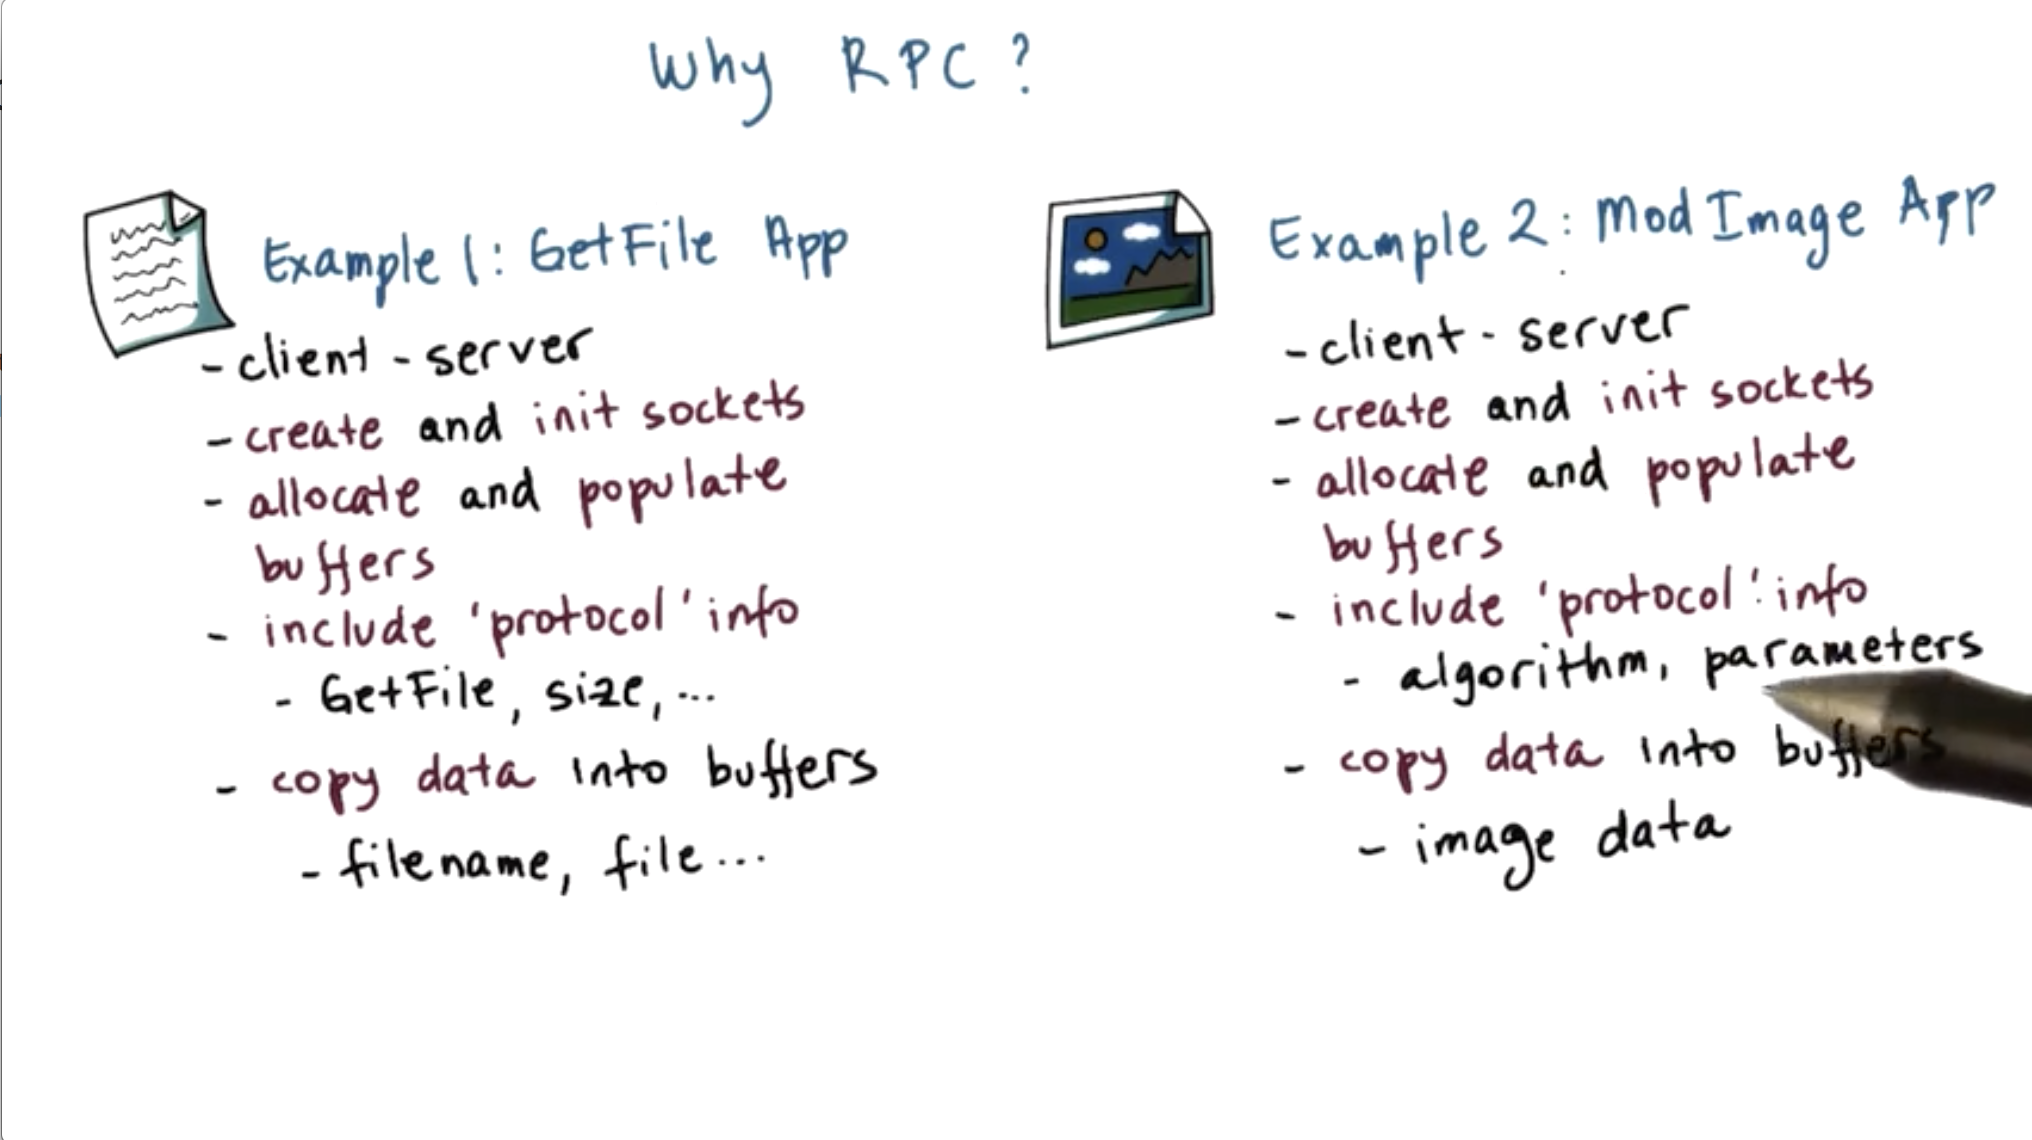 Why RPC?
Example 1: GetFile App
- client - server
- create and init sockets
- allocate and populate
buffers
- include 'protocol' info
- GetFile, size, ...
- copy data into buffers
- filename, file...
Example 2: Mod Image App
- client - server
- create and init sockets
- allocate and populate
buffers
- include 'protocol' info
- algorithm, parameters
- copy data into buffers
- image data